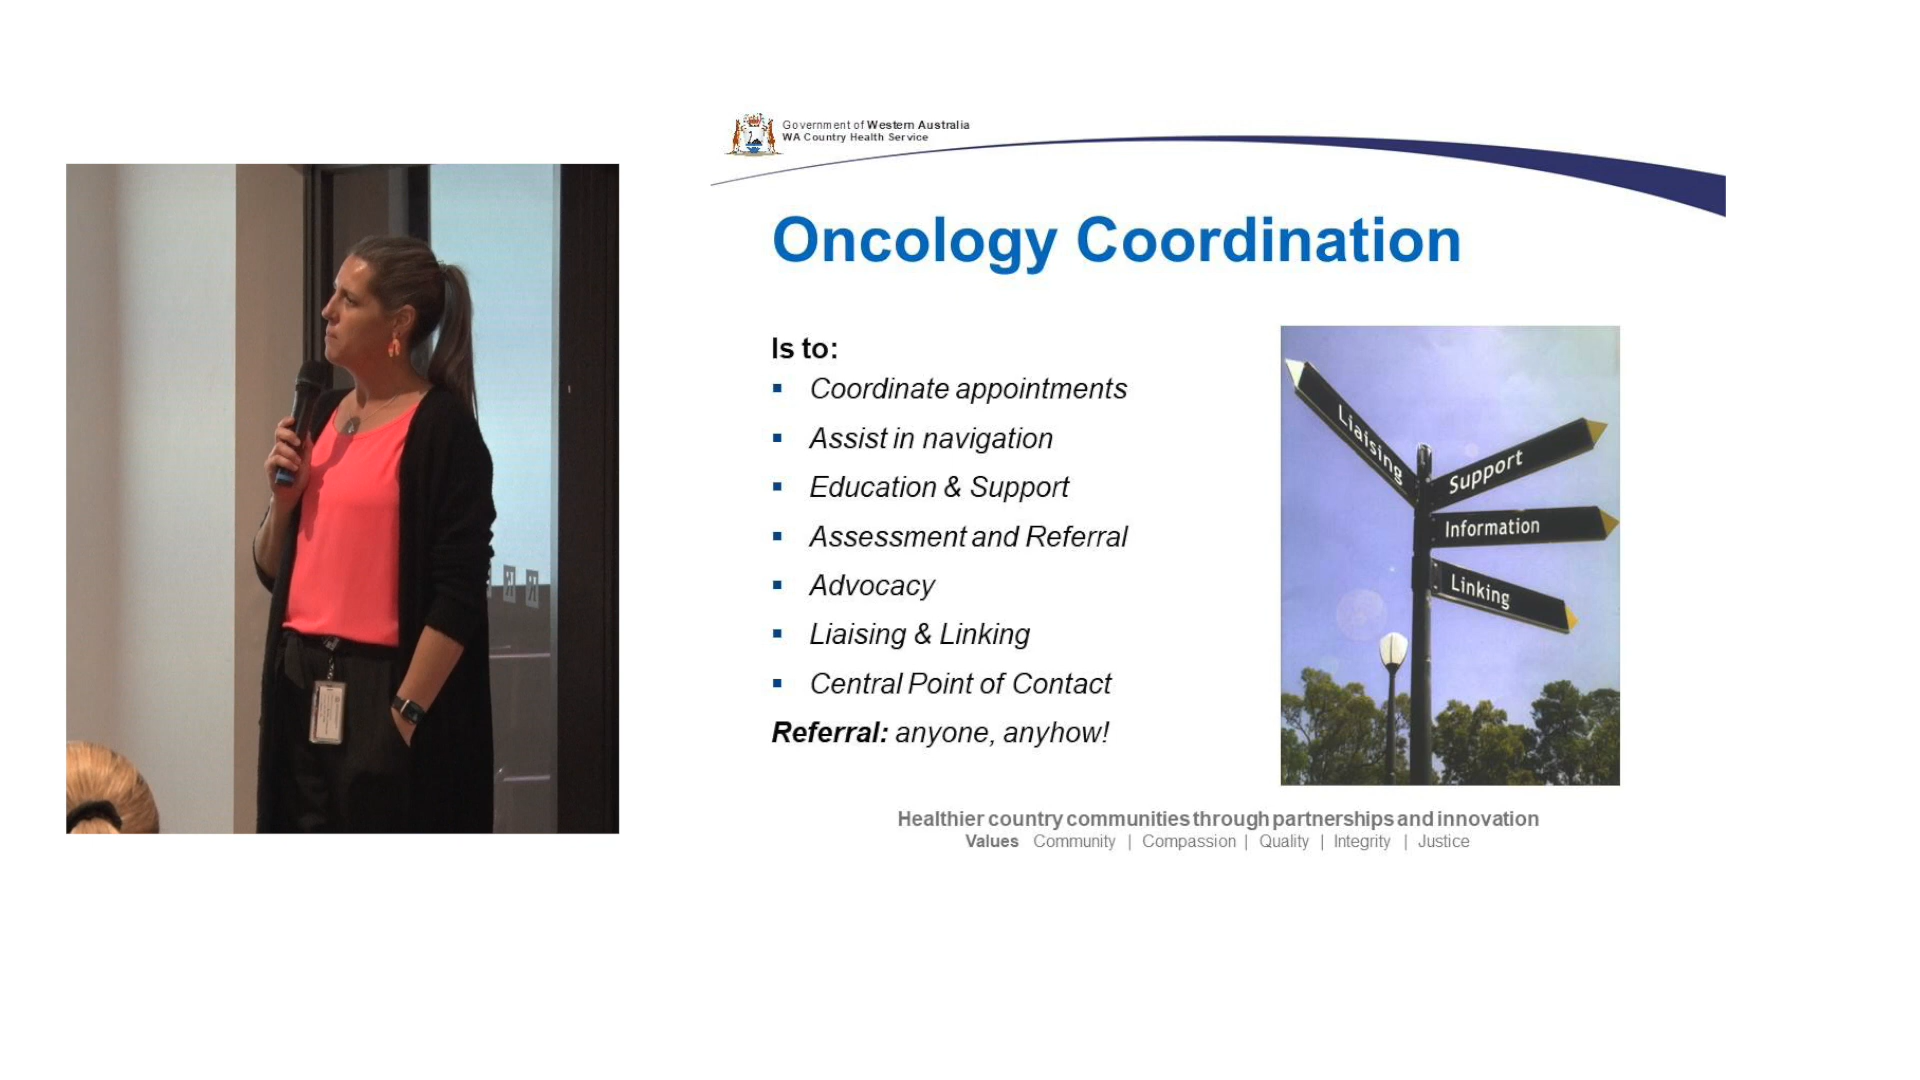 Government of Western Australia
WA Country Health Service
Oncology Coordination
Is to:
▪ Coordinate appointments
▪ Assist in navigation
▪ Education & Support
▪ Assessment and Referral
▪ Advocacy
▪ Liaising & Linking
▪ Central Point of Contact
Referral: anyone, anyhow!
Liaising
Support
Information
Linking
Healthier country communities through partnerships and innovation
Values Community | Compassion | Quality | Integrity | Justice